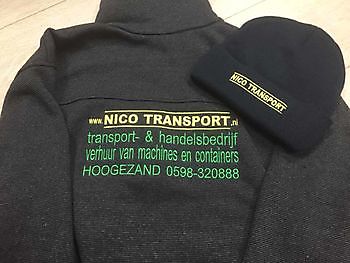 www.NICO TRANSPORT.nl
transport- & handelsbedrijf
verhuur van machines en containers
HOOGEZAND 0598-320888
NICO TRANSPORT